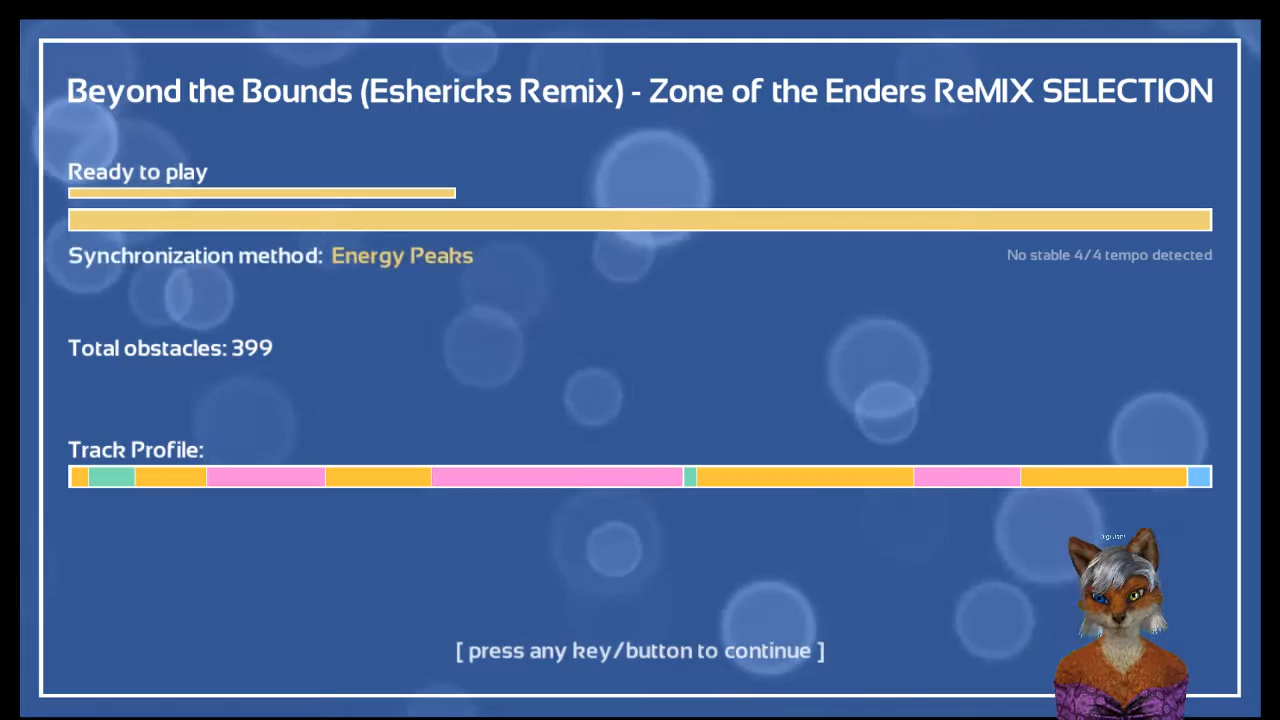 Beyond the Bounds (Eshericks Remix) - Zone of the Enders ReMIX SELECTION
Ready to play
Synchronization method: Energy Peaks
No stable 4/4 tempo detected
Total obstacles: 399
Track Profile:
[ press any key/button to continue ]